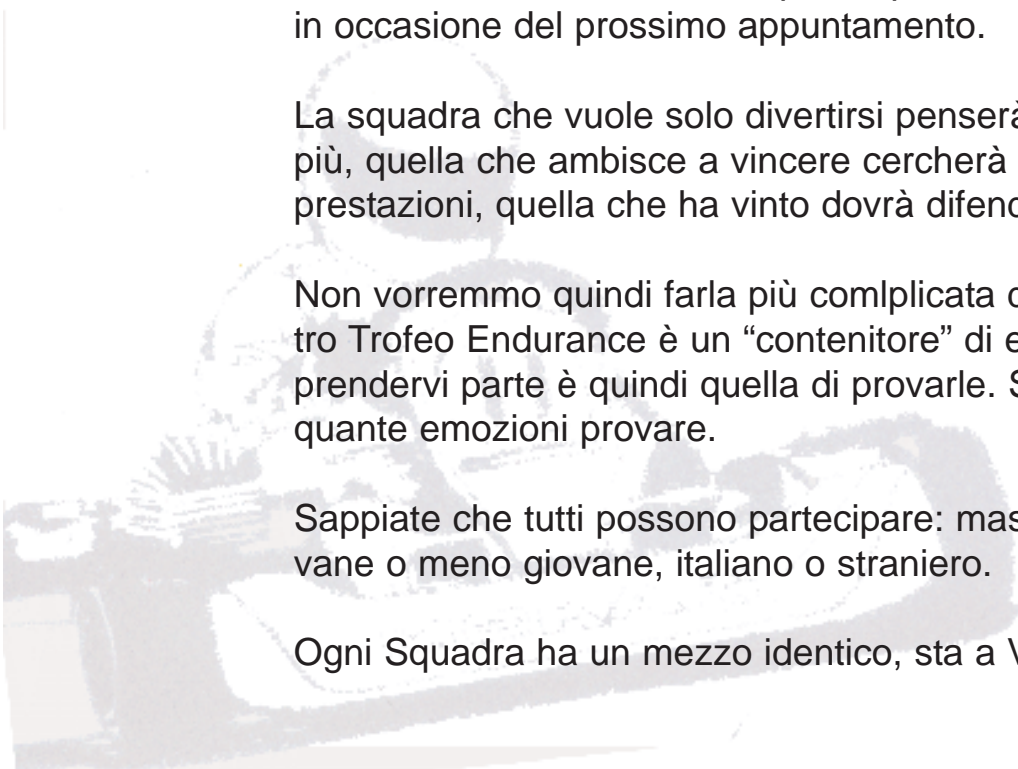 in occasione del prossimo appuntamento.
La squadra che vuole solo divertirsi penserà
più, quella che ambisce a vincere cercherà
prestazioni, quella che ha vinto dovrà
Non vorremmo quindi farla più comlplicata
tro Trofeo Endurance è un “contenitore” di
prendervi parte è quindi quella di provarle.
quante emozioni provare.
Sappiate che tutti possono partecipare:
vane o meno giovane, italiano o straniero.
Ogni Squadra ha un mezzo identico, sta a